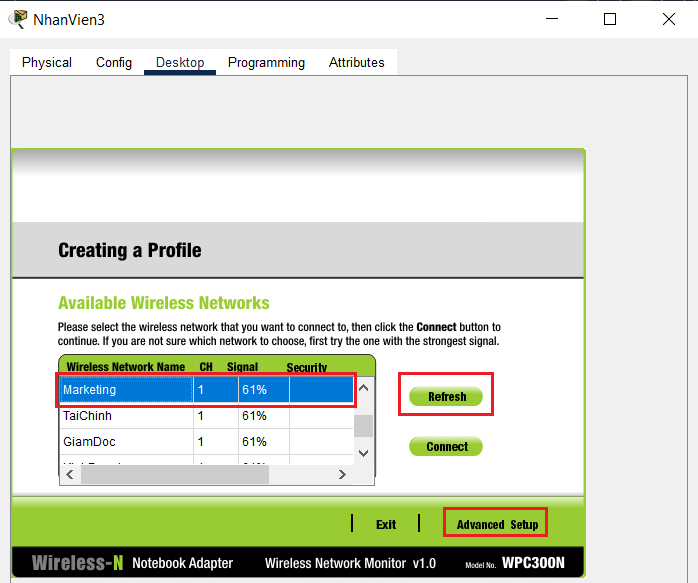 NhanVien3
Physical Config Desktop Programming Attributes
Creating a Profile
Available Wireless Networks
Please select the wireless network that you want to connect to, then click the Connect button to
continue. If you are not sure which network to choose, first try the one with the strongest signal.
Wireless Network Name CH Signal Security
Marketing 1 61%
TaiChinh 1 61%
GiamDoc 1 61%
Refresh
Connect
Exit
Advanced Setup
Wireless-N Notebook Adapter Wireless Network Monitor v1.0 Model No. WPC300N